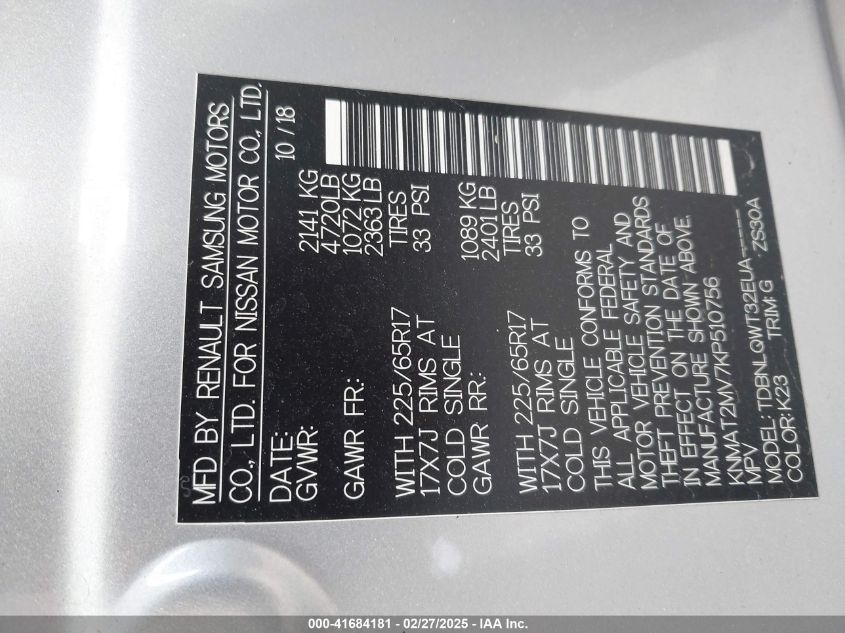 MFD BY RENAULT SAMSUNG MOTORS
CO., LTD. FOR NISSAN MOTOR CO., LTD.
DATE: 10 / 18
GVWR: 2141 KG
4720LB
GAWR FR.: 1072 KG
2363 LB
WITH 225/65R17 TIRES
17X7J RIMS AT 33 PSI
COLD SINGLE
GAWR RR.: 1089 KG
2401 LB
WITH 225/65R17 TIRES
17X7J RIMS AT 33 PSI
COLD SINGLE
THIS VEHICLE CONFORMS TO
ALL APPLICABLE FEDERAL
MOTOR VEHICLE SAFETY AND
THEFT PREVENTION STANDARDS
IN EFFECT ON THE DATE OF
MANUFACTURE SHOWN ABOVE.
KNMAT2MV7KP510756
MPV
MODEL: TDBNLQWT32EUA-----
COLOR: K23 TRIM: G ZS30A
000-41684181 - 02/27/2025 - IAA Inc.